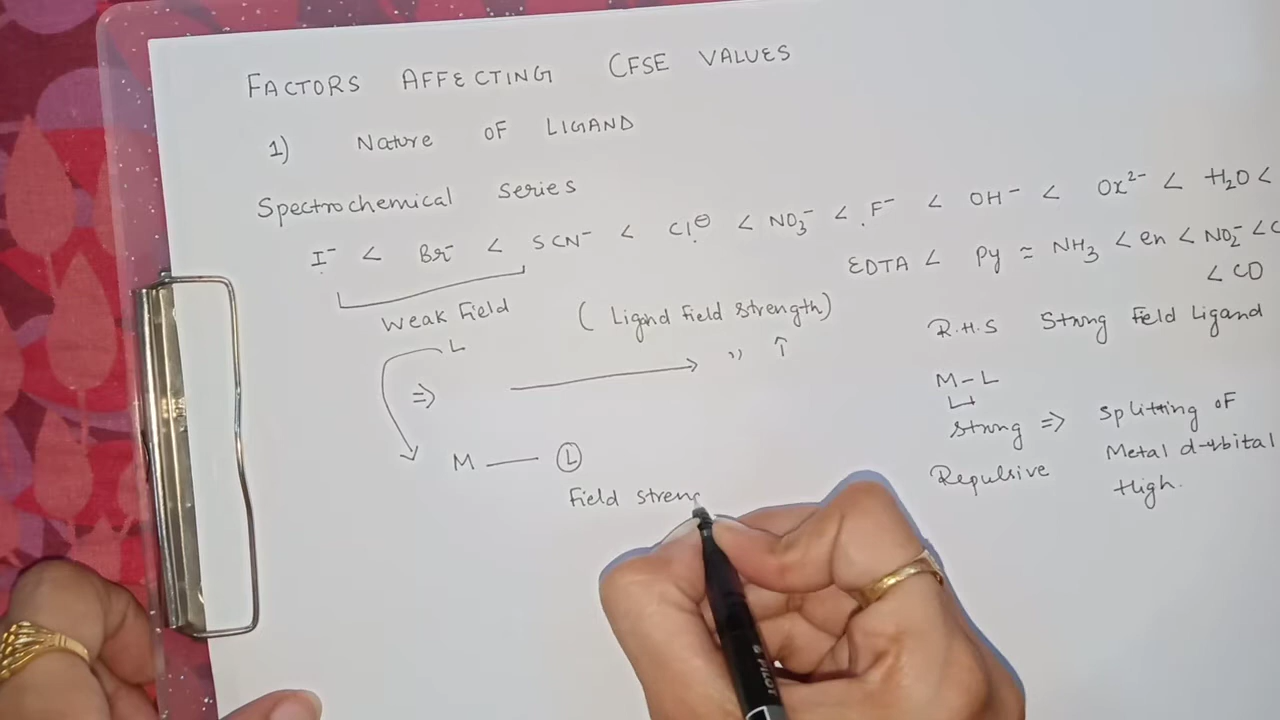 FACTORS AFFECTING CFSE VALUES
1) Nature OF LIGAND
Spectrochemical Series
I⁻ < Br⁻ < SCN⁻ < Cl⊖ < NO₃⁻ < F⁻ < OH⁻ < Ox²⁻ < H₂O <
EDTA < Py ≈ NH₃ < en < NO₂⁻ < C
< CO
Weak Field
L
(Ligand field strength)
⇒ → ,, ↑
M — L
Field streng
R.H.S Strong Field Ligand
M - L
strong ⇒ Splitting OF
Repulsive Metal d-orbital
High.
PILOT